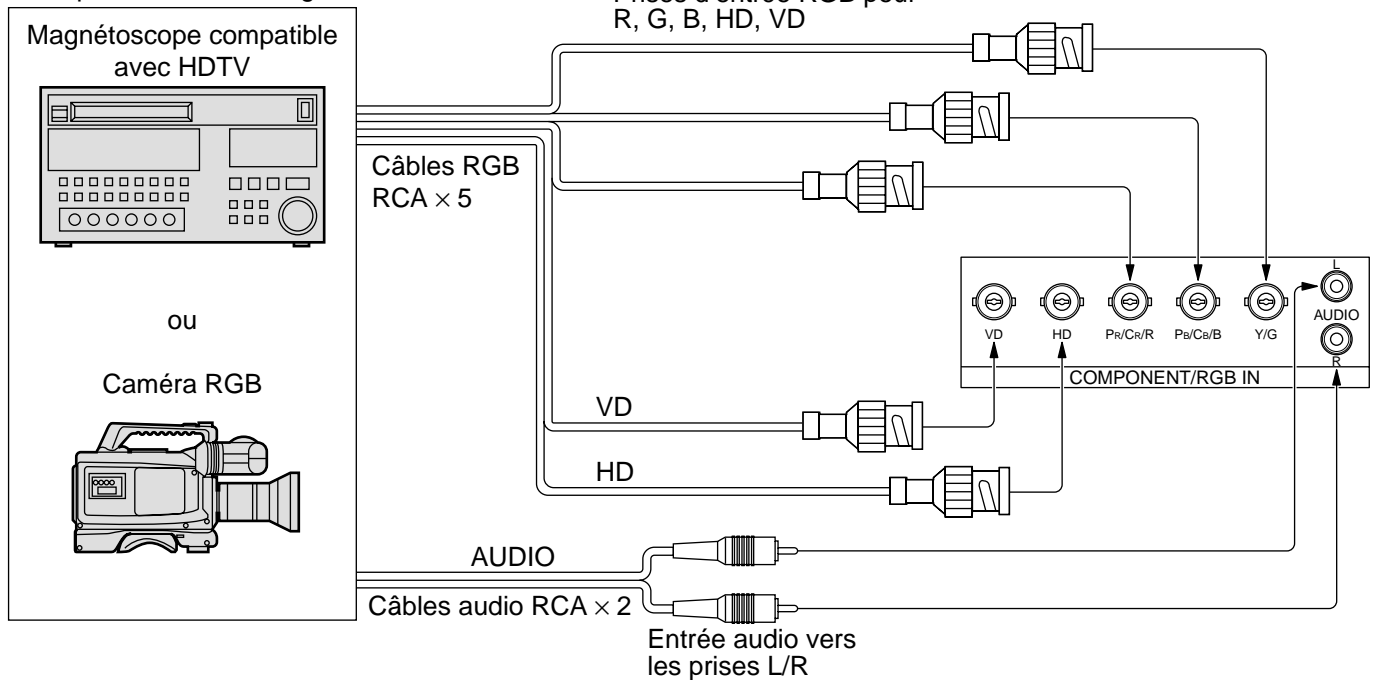 R, G, B, HD, VD
Magnétoscope compatible
avec HDTV
Câbles RGB
RCA × 5
ou
Caméra RGB
L
AUDIO
R
VD
HD
PR/CR/R
PB/CB/B
Y/G
COMPONENT/RGB IN
VD
HD
AUDIO
Câbles audio RCA × 2
Entrée audio vers
les prises L/R